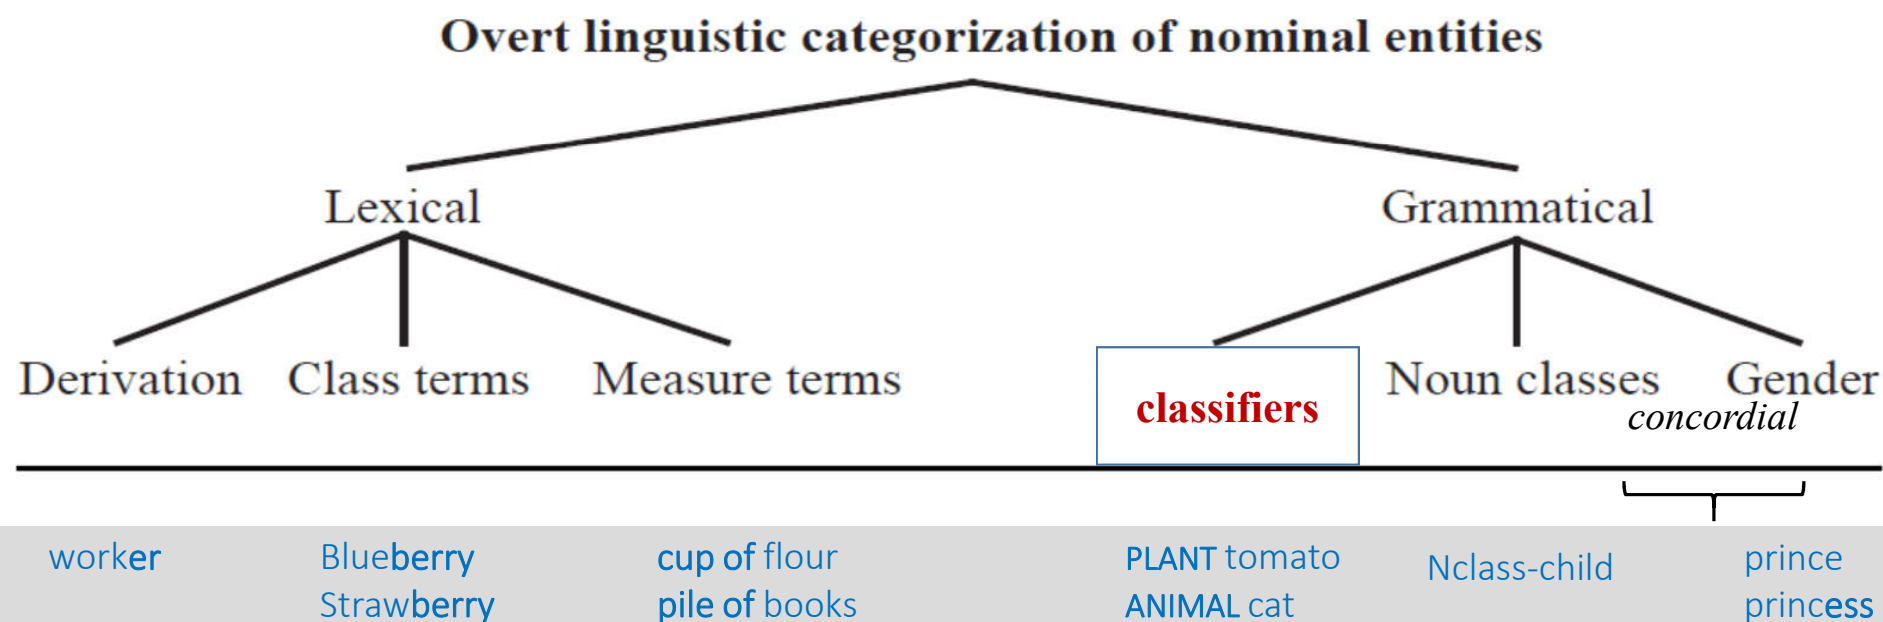 Overt linguistic categorization of nominal entities
Lexical Grammatical
Derivation Class terms Measure terms classifiers Noun classes Gender
concordial
worker Blueberry cup of flour PLANT tomato Nclass-child prince
Strawberry pile of books ANIMAL cat princess